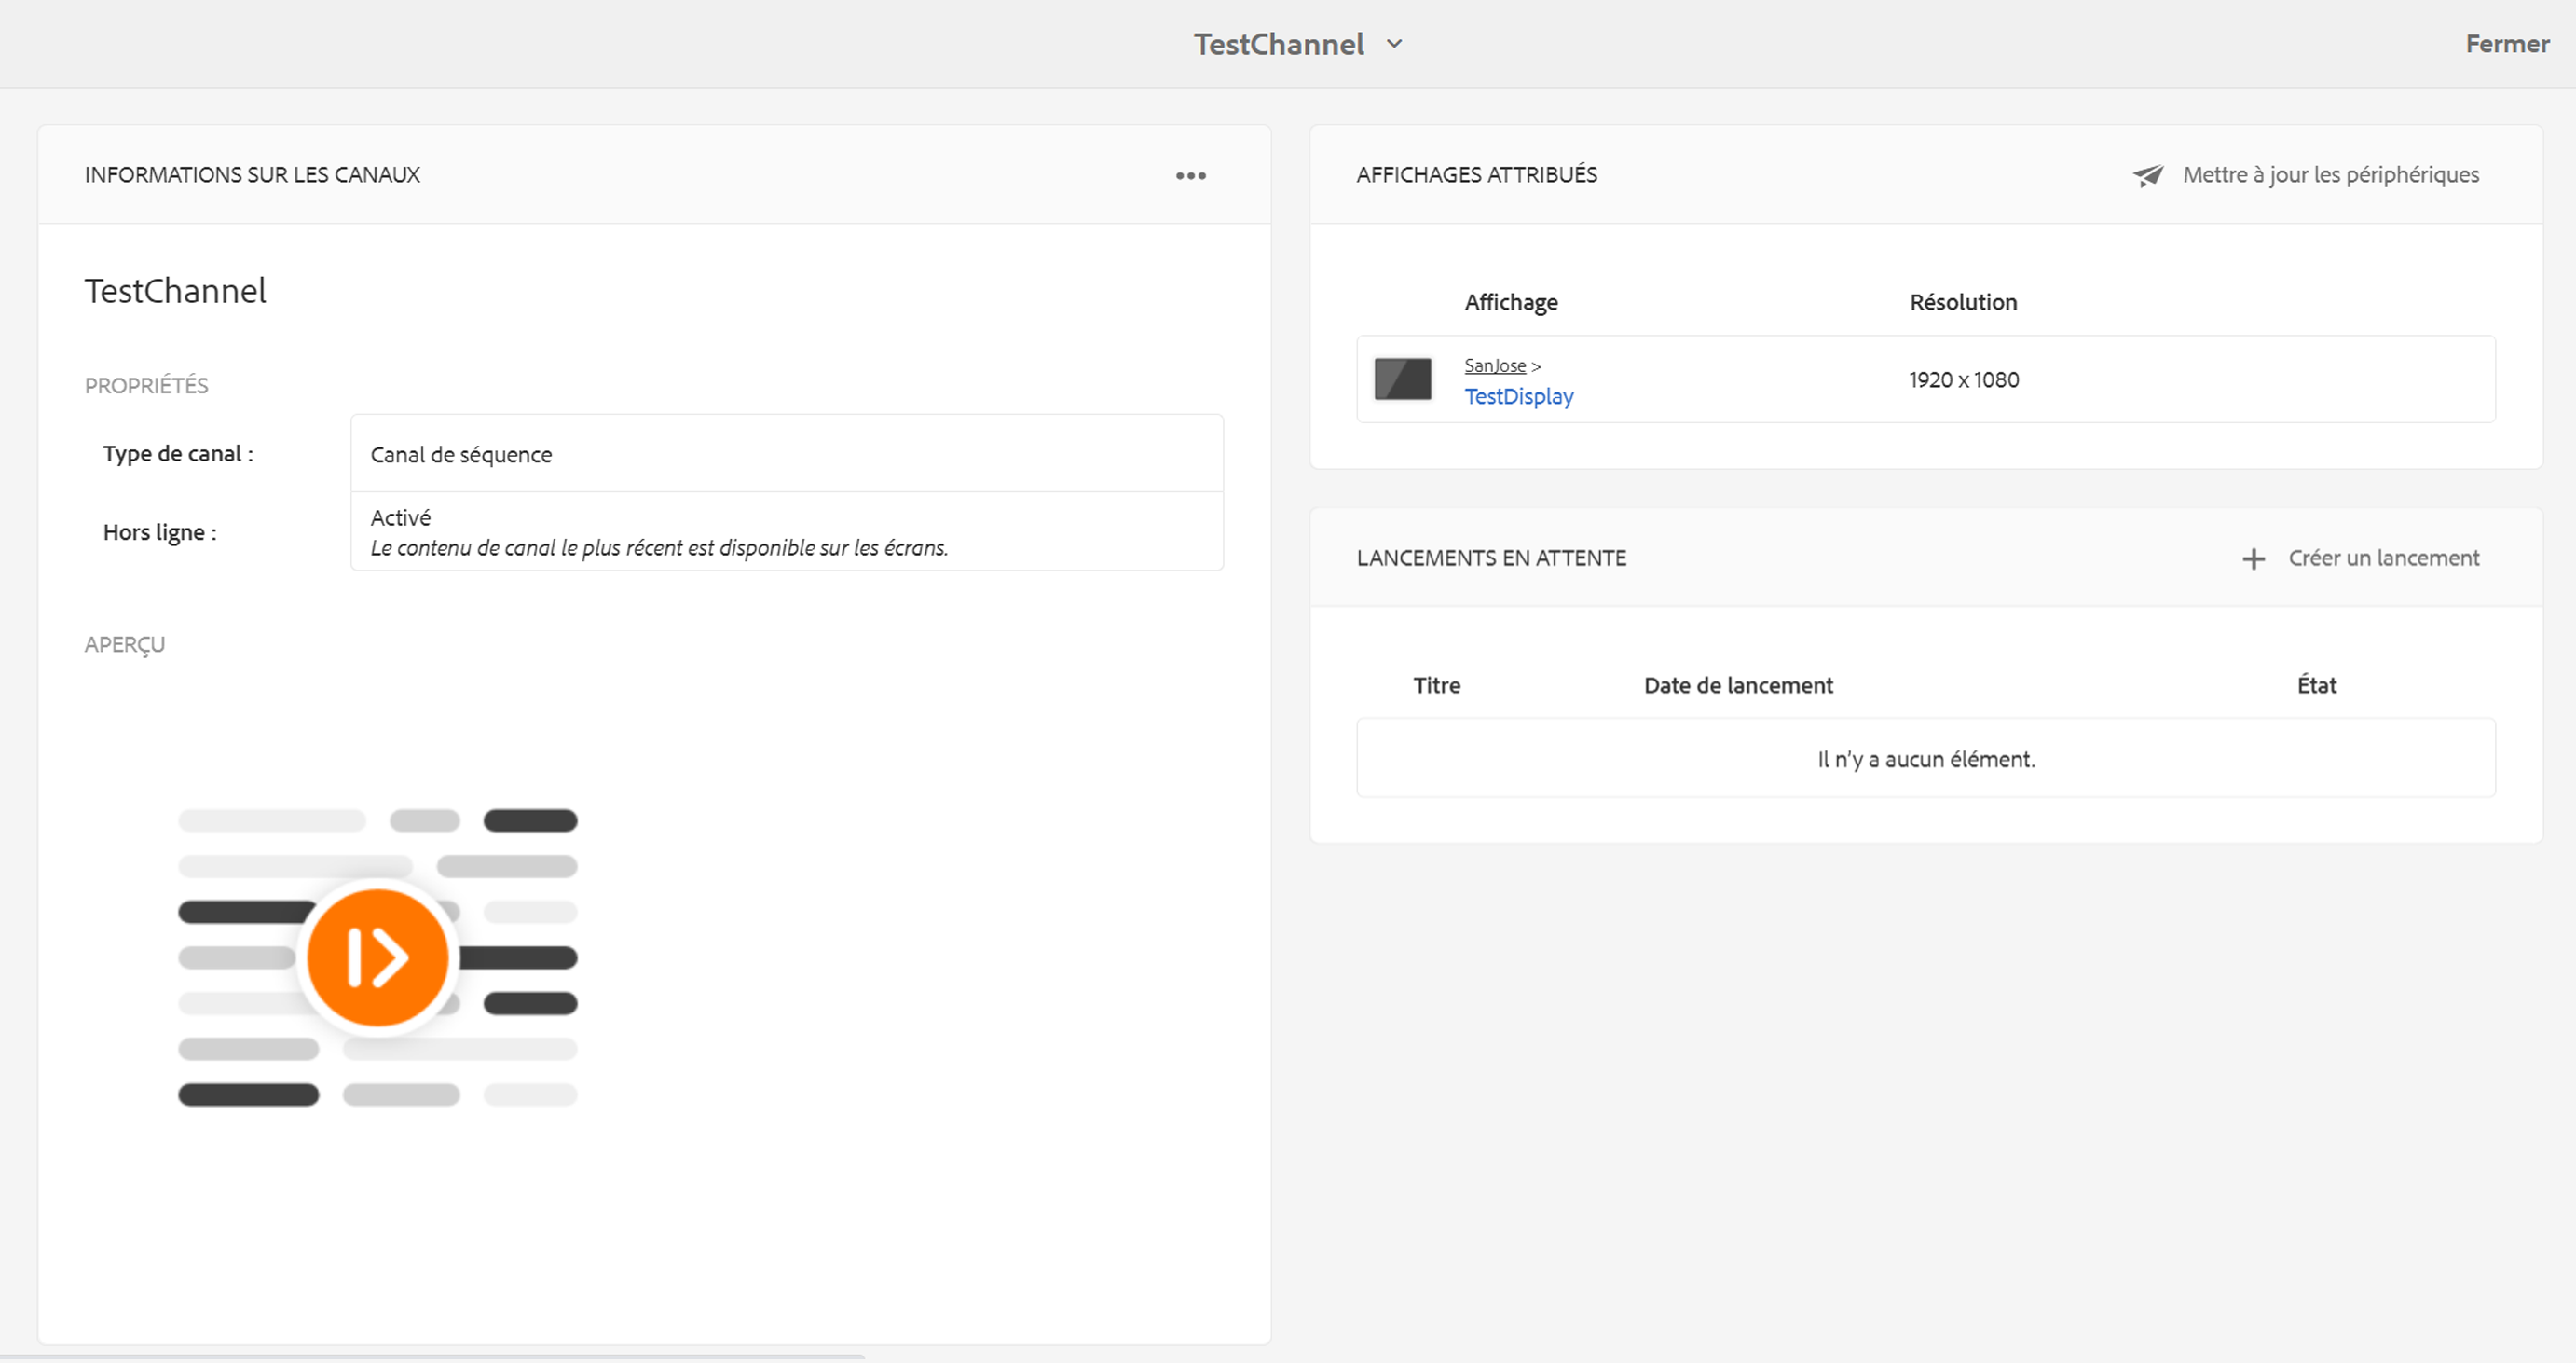 TestChannel
Fermer
INFORMATIONS SUR LES CANAUX
TestChannel
PROPRIÉTÉS
Type de canal :
Canal de séquence
Hors ligne :
Activé
Le contenu de canal le plus récent est disponible sur les écrans.
APERÇU
AFFICHAGES ATTRIBUÉS
Mettre à jour les périphériques
Affichage
Résolution
SanJose >
TestDisplay
1920 x 1080
LANCEMENTS EN ATTENTE
Créer un lancement
Titre
Date de lancement
État
Il n'y a aucun élément.